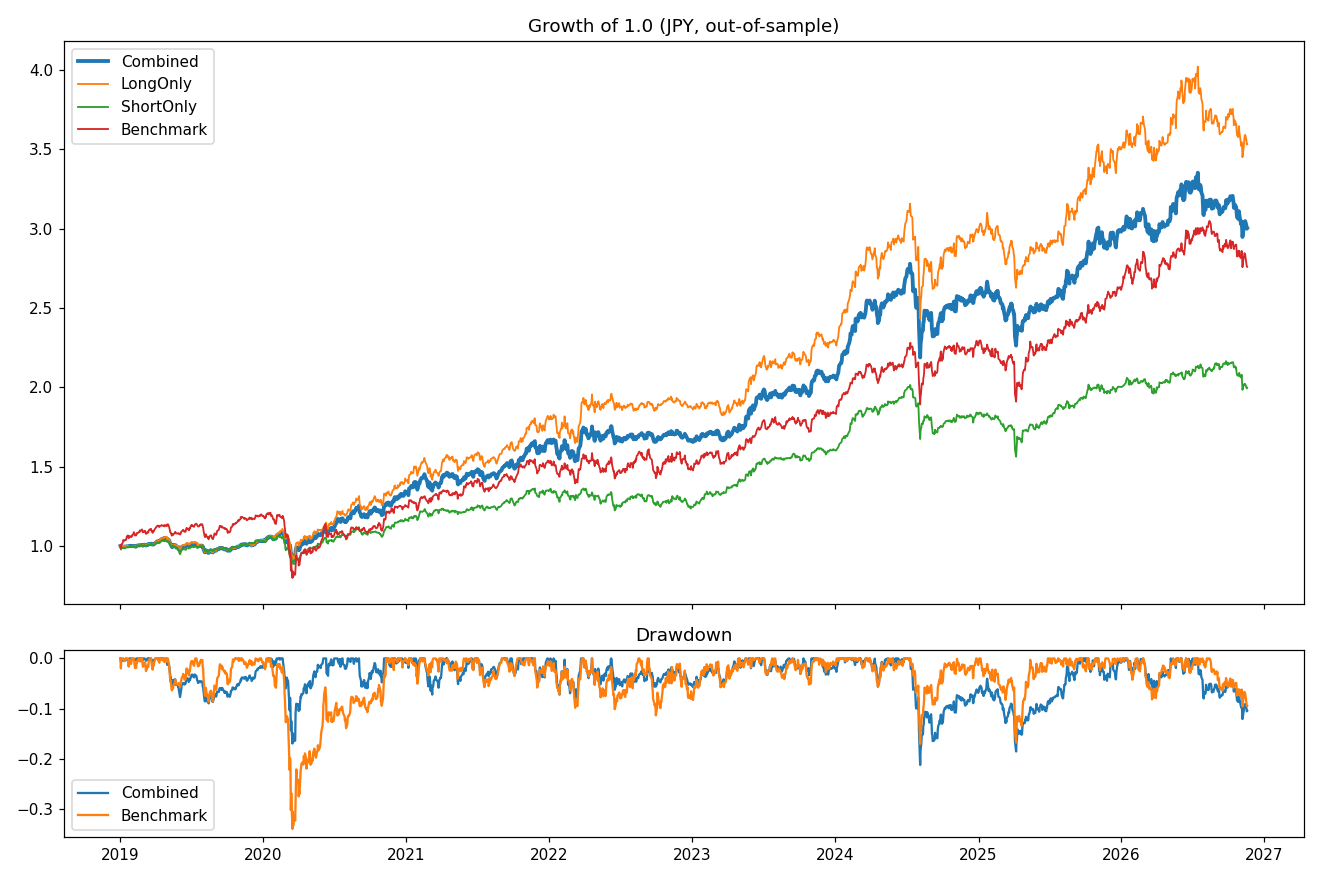 Growth of 1.0 (JPY, out-of-sample)
Combined
LongOnly
ShortOnly
Benchmark
4.0
3.5
3.0
2.5
2.0
1.5
1.0
Drawdown
0.0
−0.1
−0.2
−0.3
Combined
Benchmark
2019 2020 2021 2022 2023 2024 2025 2026 2027